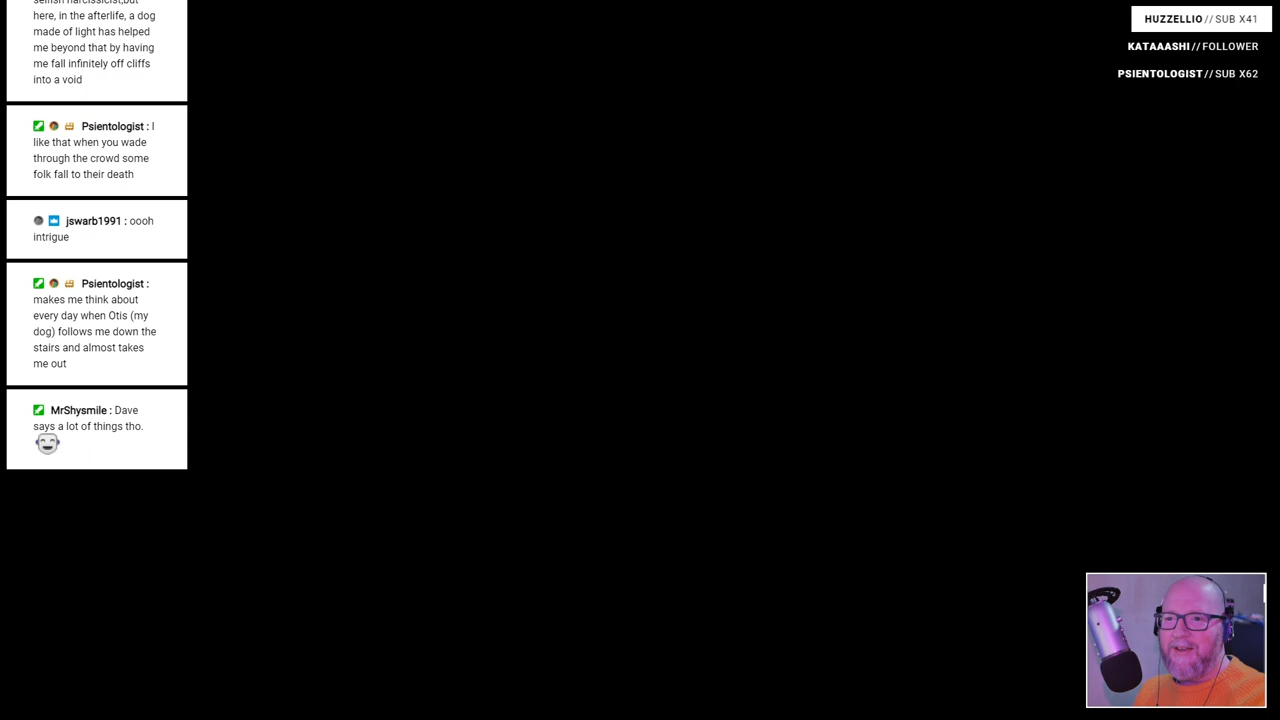 selfish narcissicist,but
here, in the afterlife, a dog
made of light has helped
me beyond that by having
me fall infinitely off cliffs
into a void
Psientologist : I
like that when you wade
through the crowd some
folk fall to their death
jswarb1991 : oooh
intrigue
Psientologist :
makes me think about
every day when Otis (my
dog) follows me down the
stairs and almost takes
me out
MrShysmile : Dave
says a lot of things tho.
HUZZELLIO // SUB X41
KATAAASHI // FOLLOWER
PSIENTOLOGIST // SUB X62